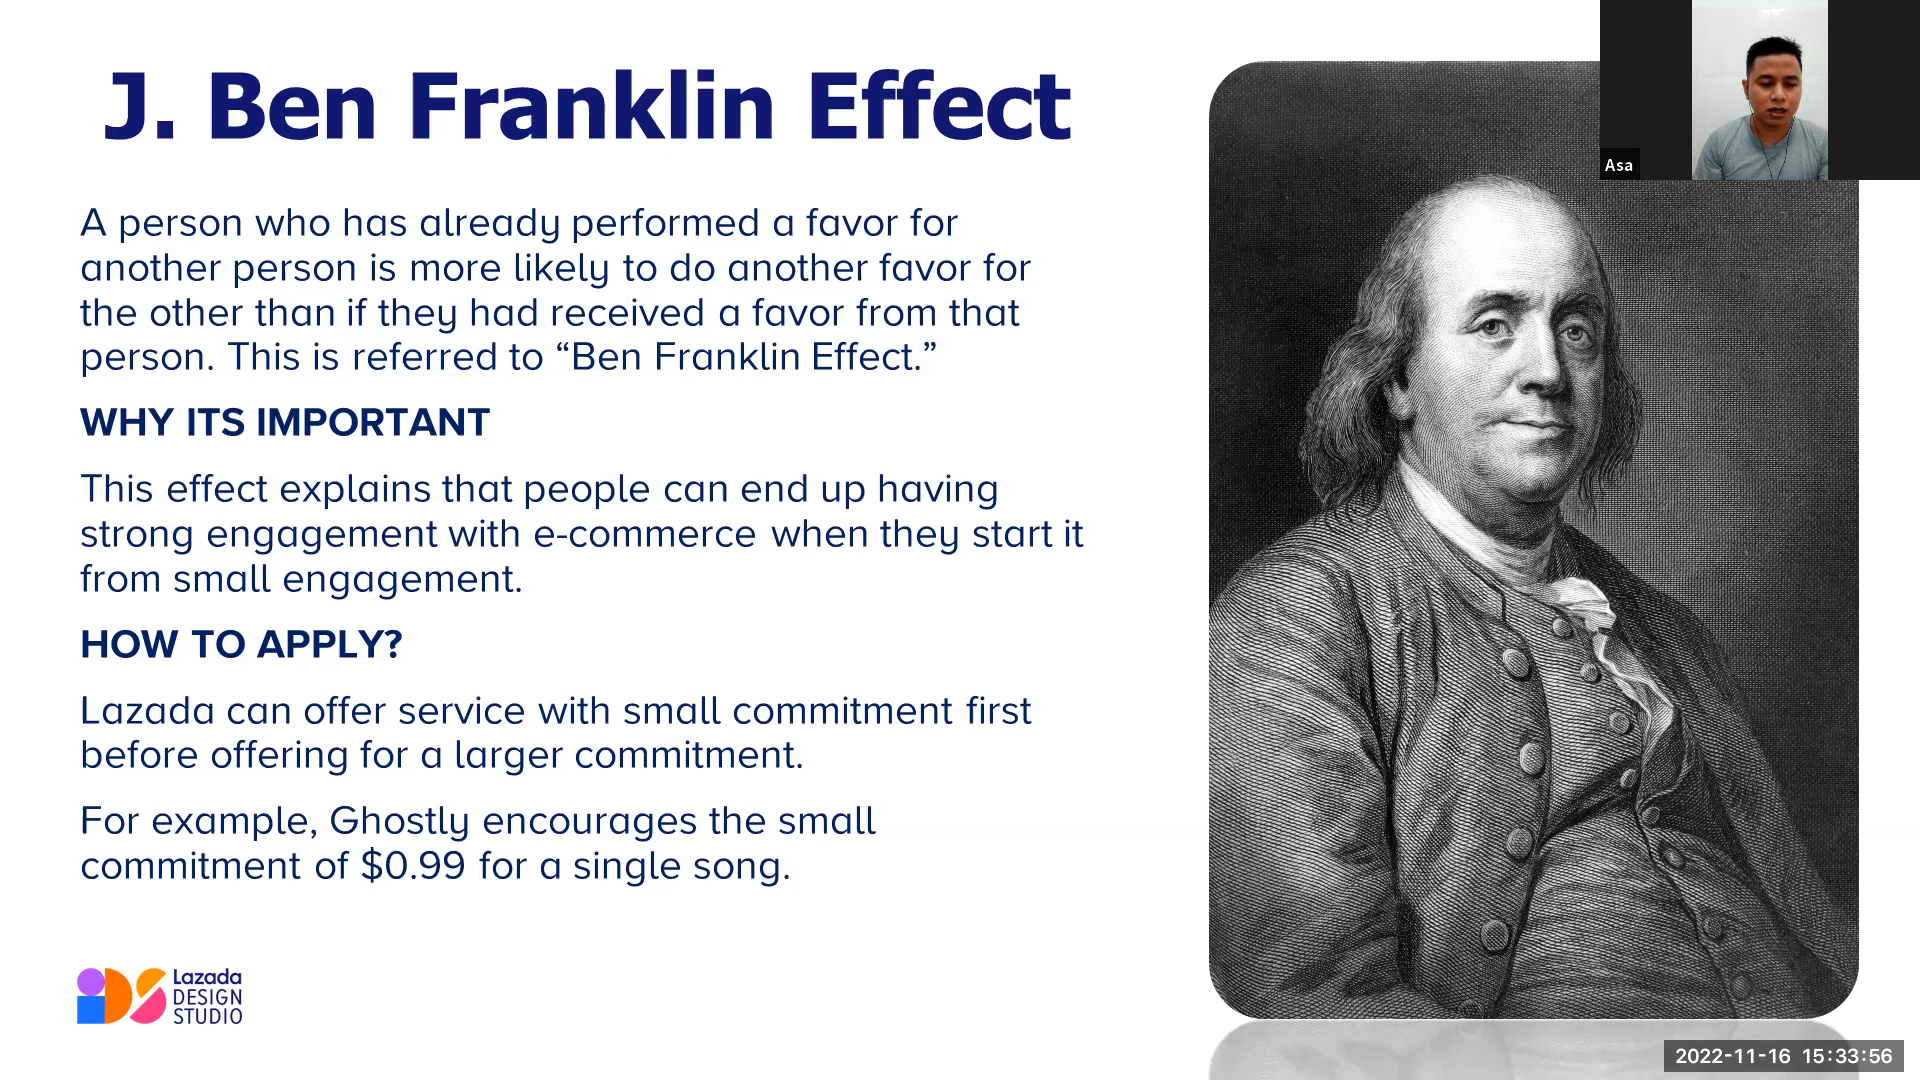 J. Ben Franklin Effect
Asa
A person who has already performed a favor for
another person is more likely to do another favor for
the other than if they had received a favor from that
person. This is referred to “Ben Franklin Effect.”
WHY ITS IMPORTANT
This effect explains that people can end up having
strong engagement with e-commerce when they start it
from small engagement.
HOW TO APPLY?
Lazada can offer service with small commitment first
before offering for a larger commitment.
For example, Ghostly encourages the small
commitment of $0.99 for a single song.
Lazada
DESIGN
STUDIO
2022-11-16 15:33:56